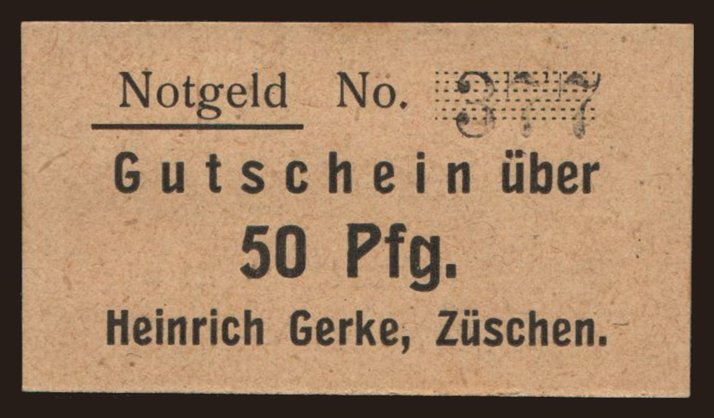 Notgeld No. 377
Gutschein über
50 Pfg.
Heinrich Gerke, Züschen.